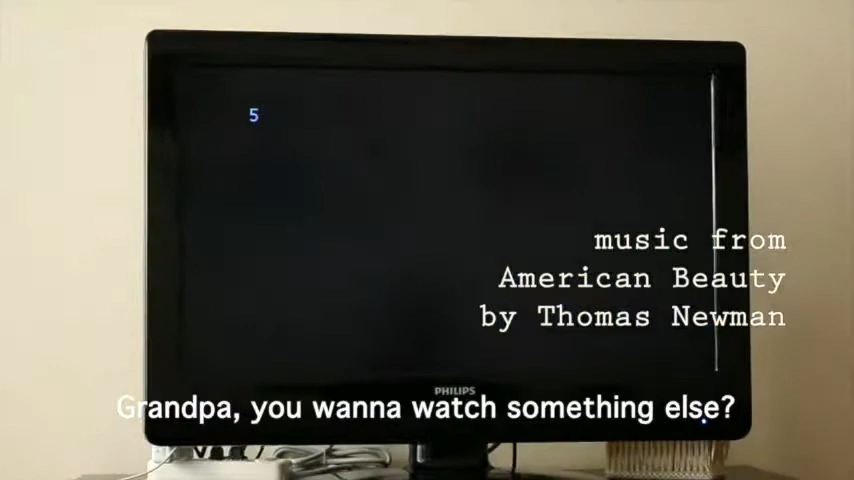 5
music from
American Beauty
by Thomas Newman
PHILIPS
Grandpa, you wanna watch something else?